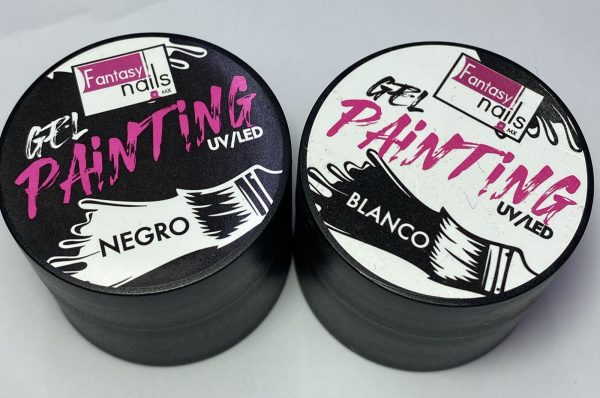 Fantasy
nails
MX
GEL
PAINTING
UV/LED
NEGRO
Fantasy
nails
MX
GEL
PAINTING
UV/LED
BLANCO